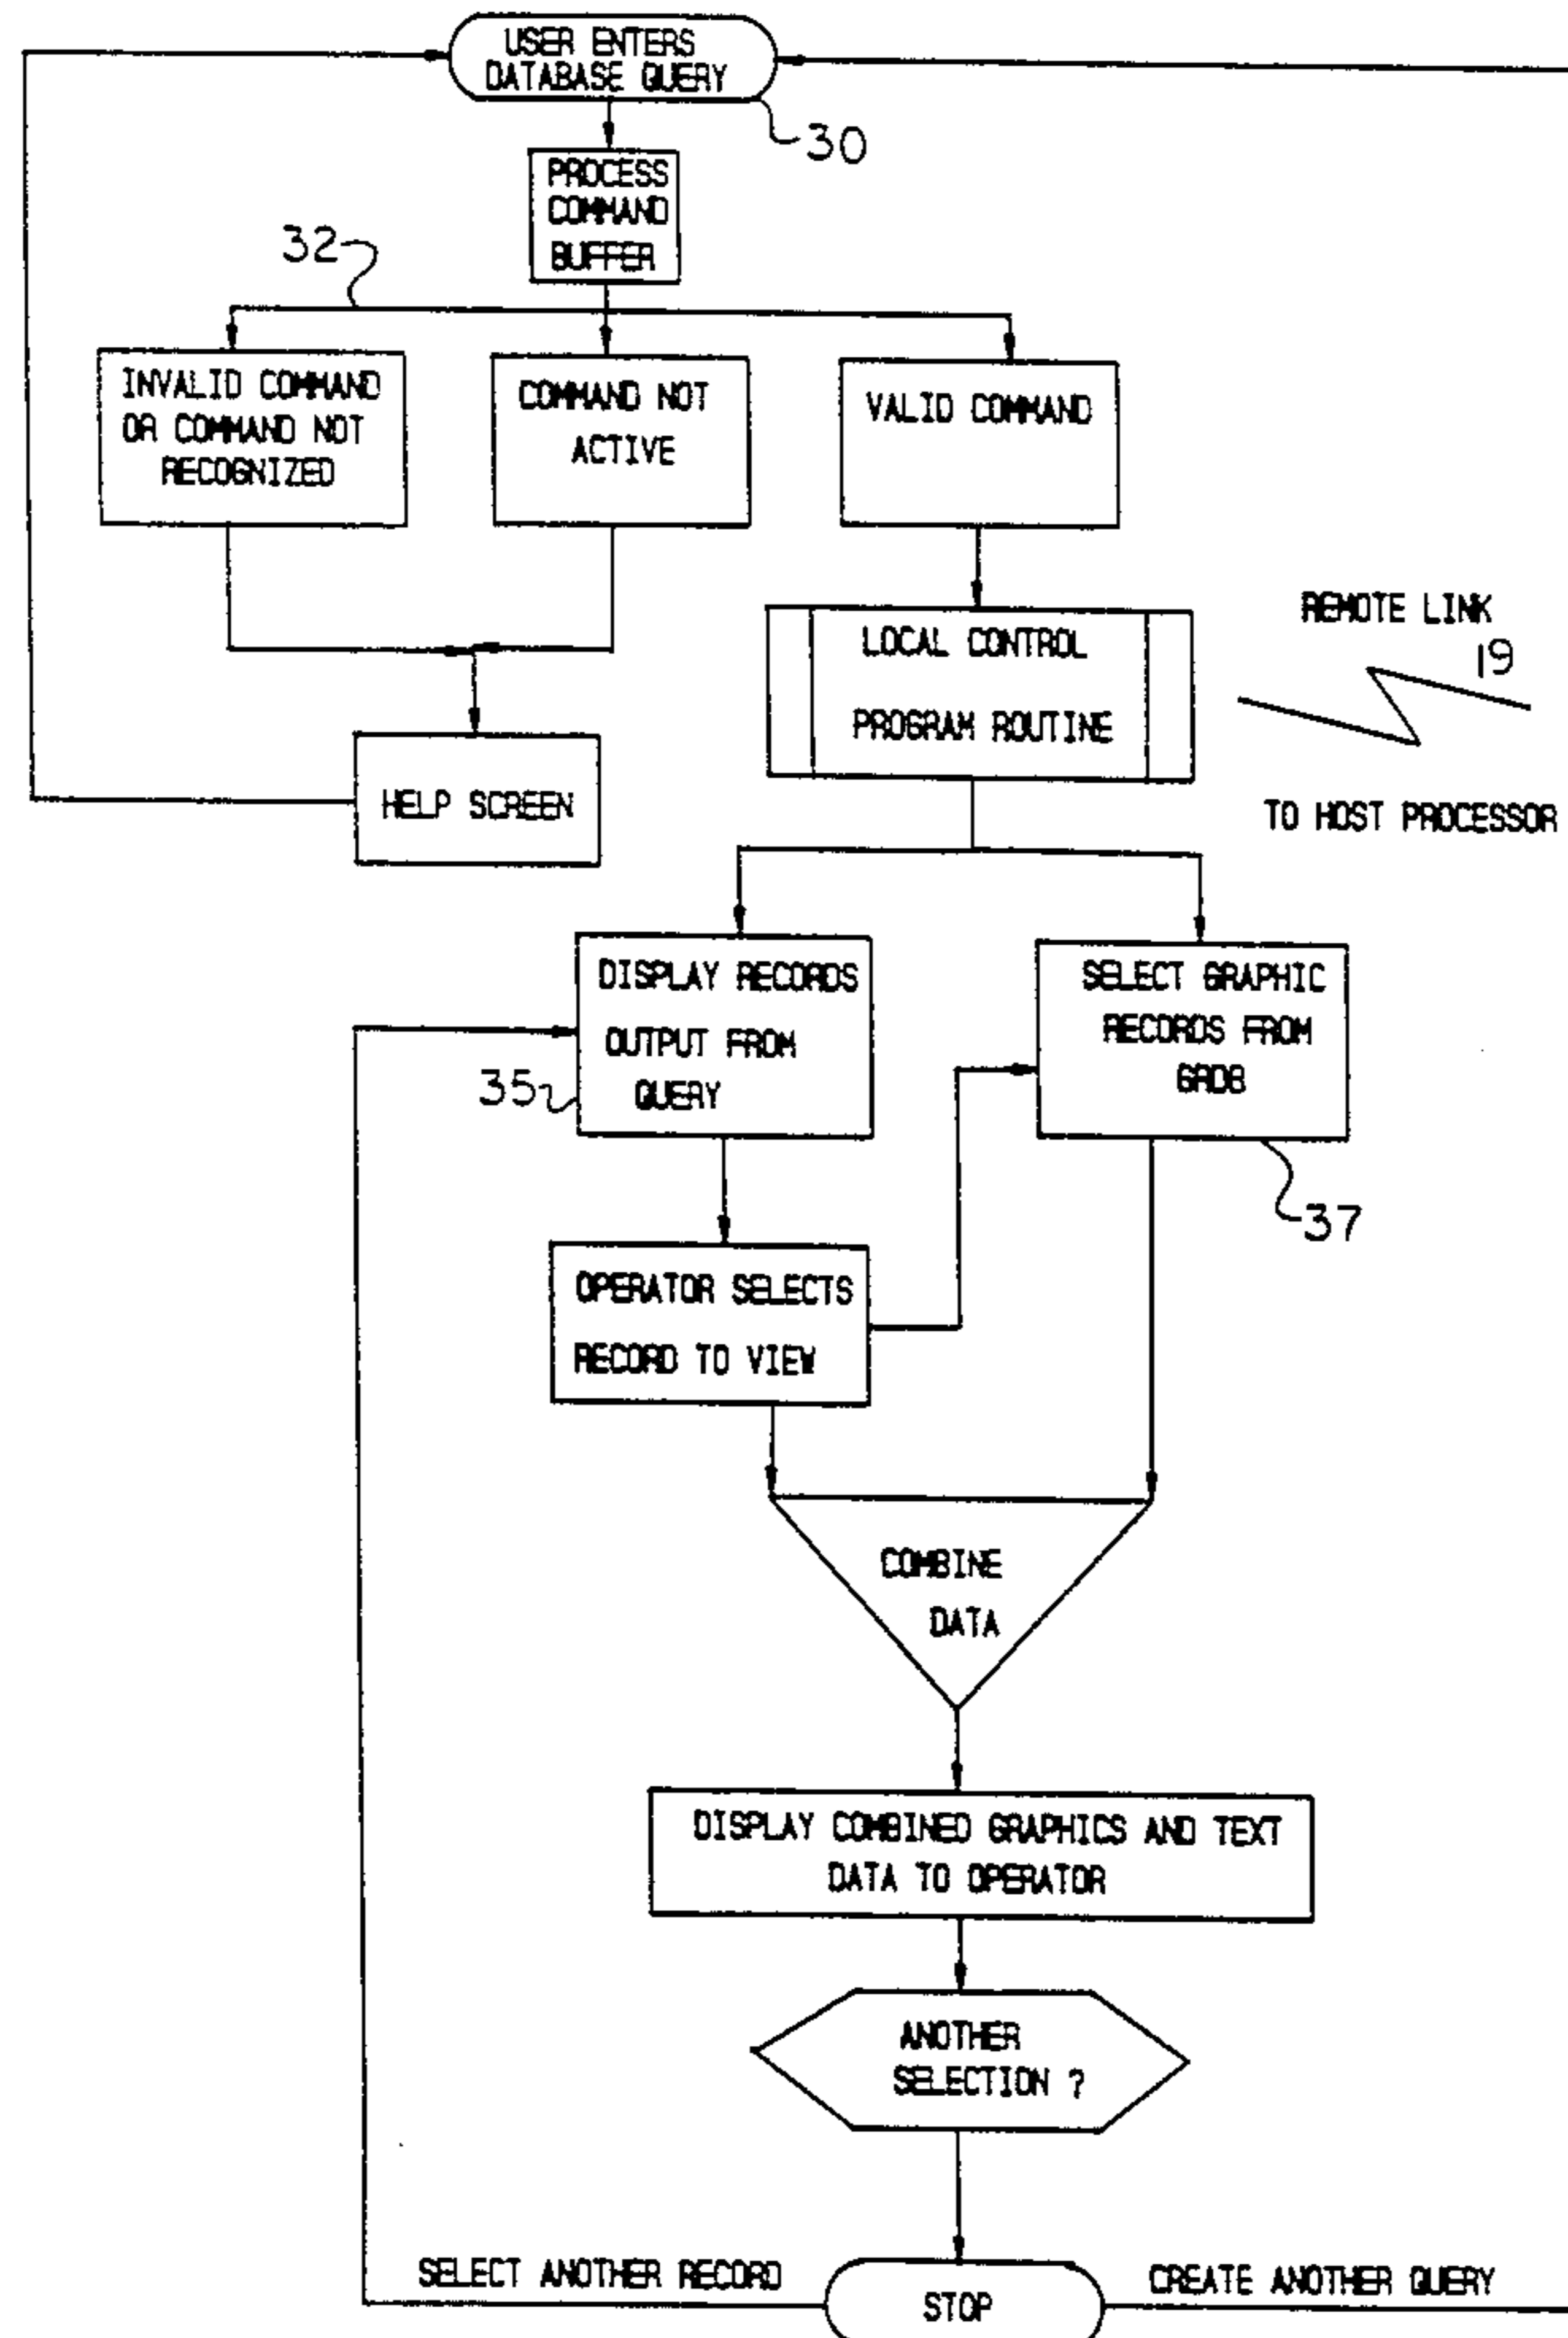 USER ENTERS
DATABASE QUERY
30
PROCESS
COMMAND
BUFFER
32
INVALID COMMAND
OR COMMAND NOT
RECOGNIZED
COMMAND NOT
ACTIVE
VALID COMMAND
LOCAL CONTROL
PROGRAM ROUTINE
REMOTE LINK
19
TO HOST PROCESSOR
HELP SCREEN
DISPLAY RECORDS
OUTPUT FROM
QUERY
35
SELECT GRAPHIC
RECORDS FROM
GRDB
37
OPERATOR SELECTS
RECORD TO VIEW
COMBINE
DATA
DISPLAY COMBINED GRAPHICS AND TEXT
DATA TO OPERATOR
ANOTHER
SELECTION ?
SELECT ANOTHER RECORD
STOP
CREATE ANOTHER QUERY